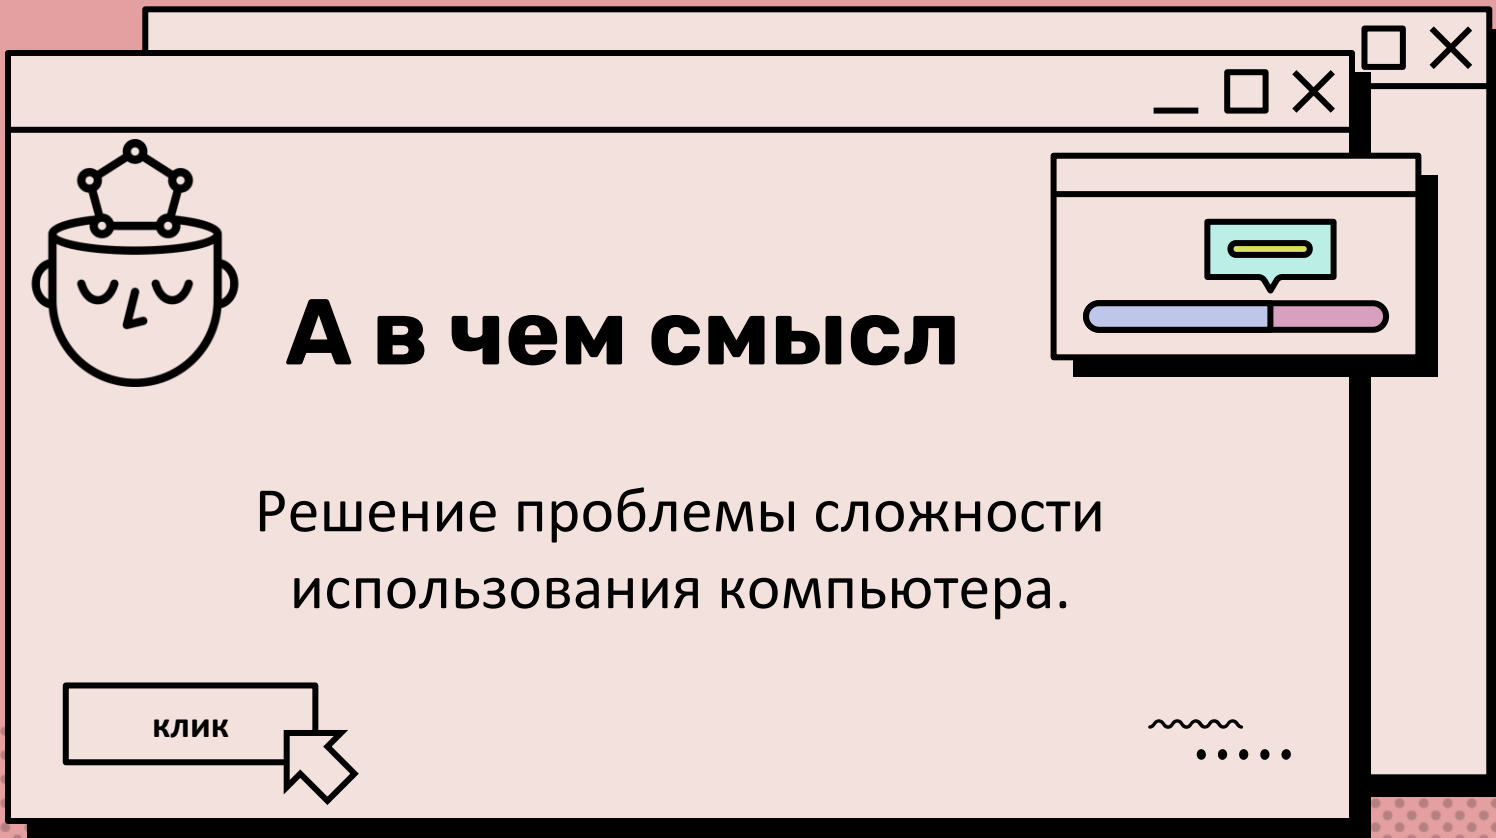 А в чем смысл
Решение проблемы сложности
использования компьютера.
клик